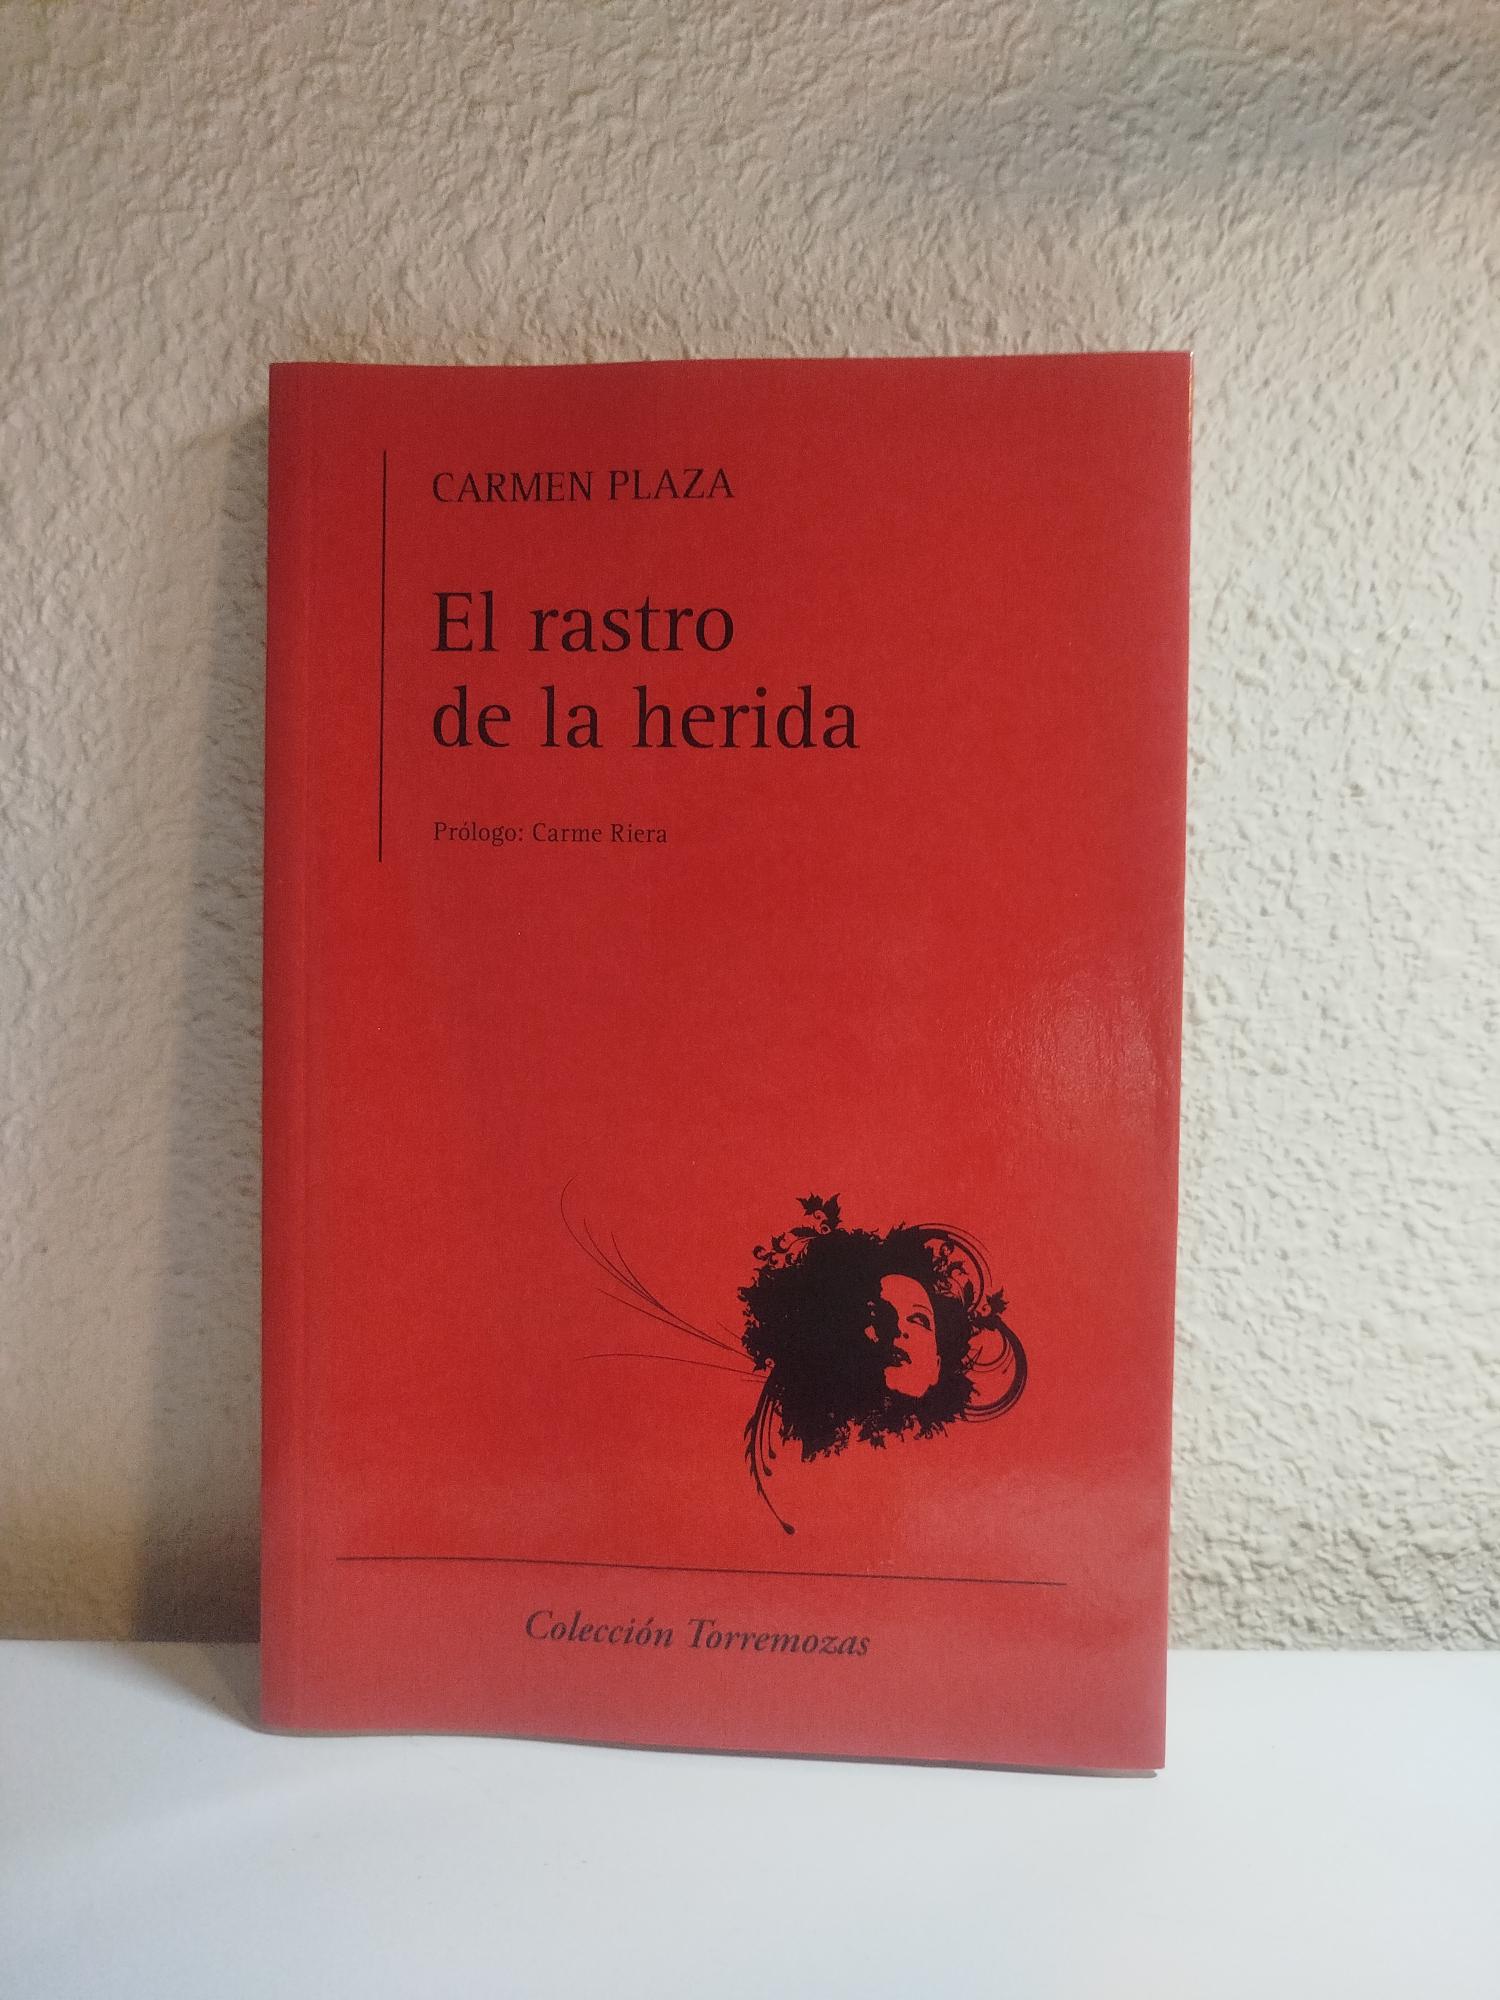 CARMEN PLAZA
El rastro
de la herida
Prólogo: Carme Riera
Colección Torremozas